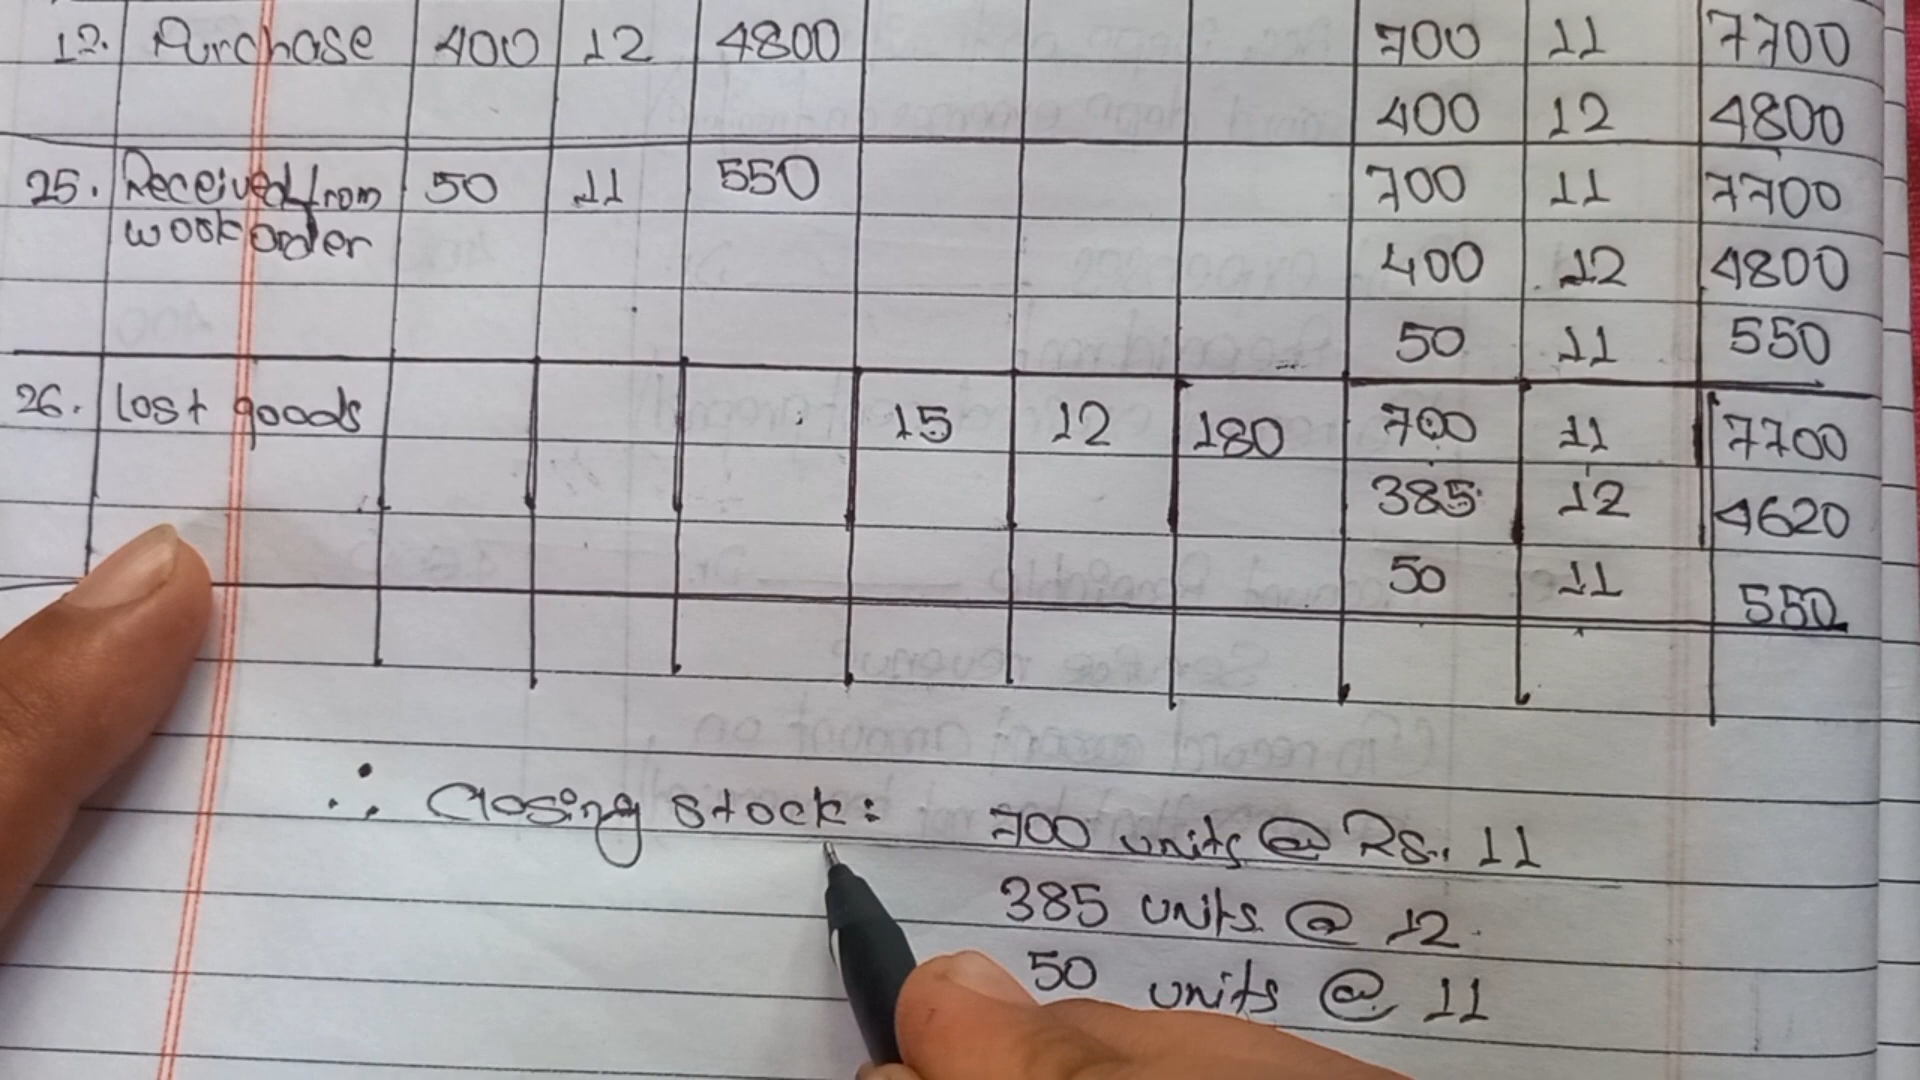 12. Purchase 400 12 4800 700 11 7700
400 12 4800
25. Received from 50 11 550 700 11 7700
work order 400 12 4800
50 11 550
26. Lost goods 15 12 180 700 11 7700
385 12 4620
50 11 550
∴ Closing stock: 700 units @ Rs. 11
385 units @ 12
50 units @ 11